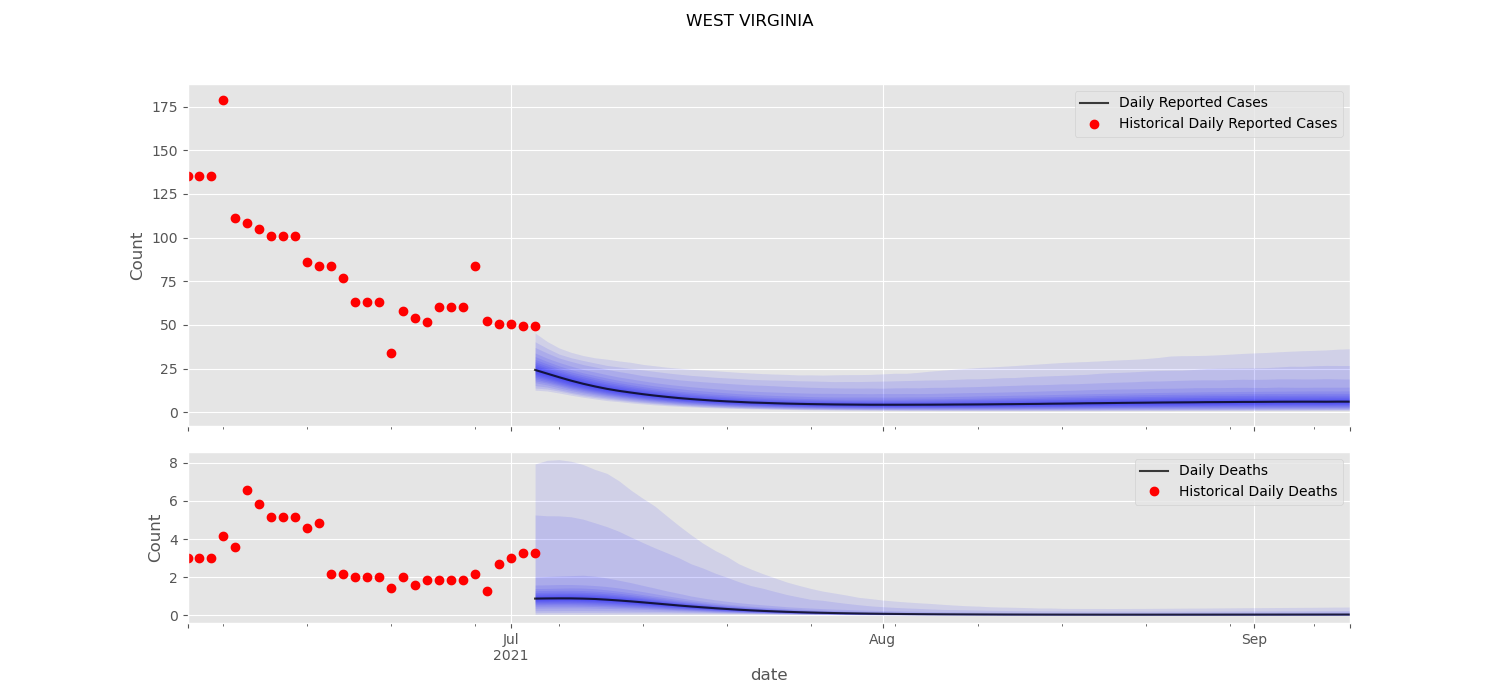 WEST VIRGINIA
175
150
125
100
75
50
25
0
Count
Daily Reported Cases
Historical Daily Reported Cases
8
6
4
2
0
Count
Daily Deaths
Historical Daily Deaths
Jul
2021
Aug
Sep
date